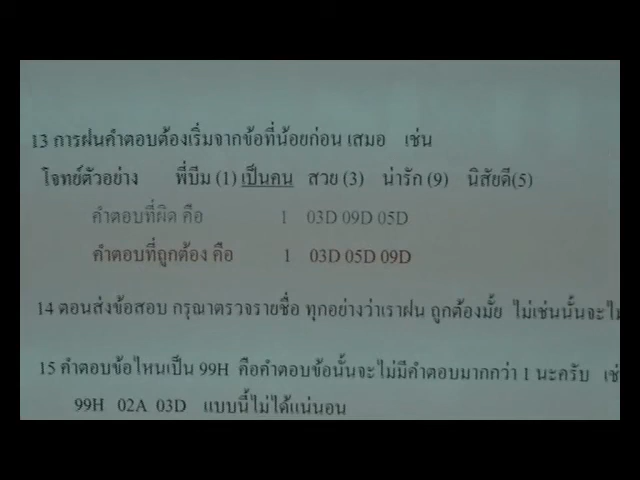 13 การฝนคำตอบต้องเริ่มจากข้อที่น้อยก่อน เสมอ เช่น
โจทย์ตัวอย่าง พี่บีม (1) เป็นคน สวย (3) น่ารัก (9) นิสัยดี(5)
คำตอบที่ผิด คือ 1 03D 09D 05D
คำตอบที่ถูกต้อง คือ 1 03D 05D 09D
14 ตอนส่งข้อสอบ กรุณาตรวจรายชื่อ ทุกอย่างว่าเราฝน ถูกต้องมั้ย ไม่เช่นนั้นจะไม
15 คำตอบข้อไหนเป็น 99H คือคำตอบข้อนั้นจะไม่มีคำตอบมากกว่า 1 นะครับ เช่
99H 02A 03D แบบนี้ไม่ได้แน่นอน